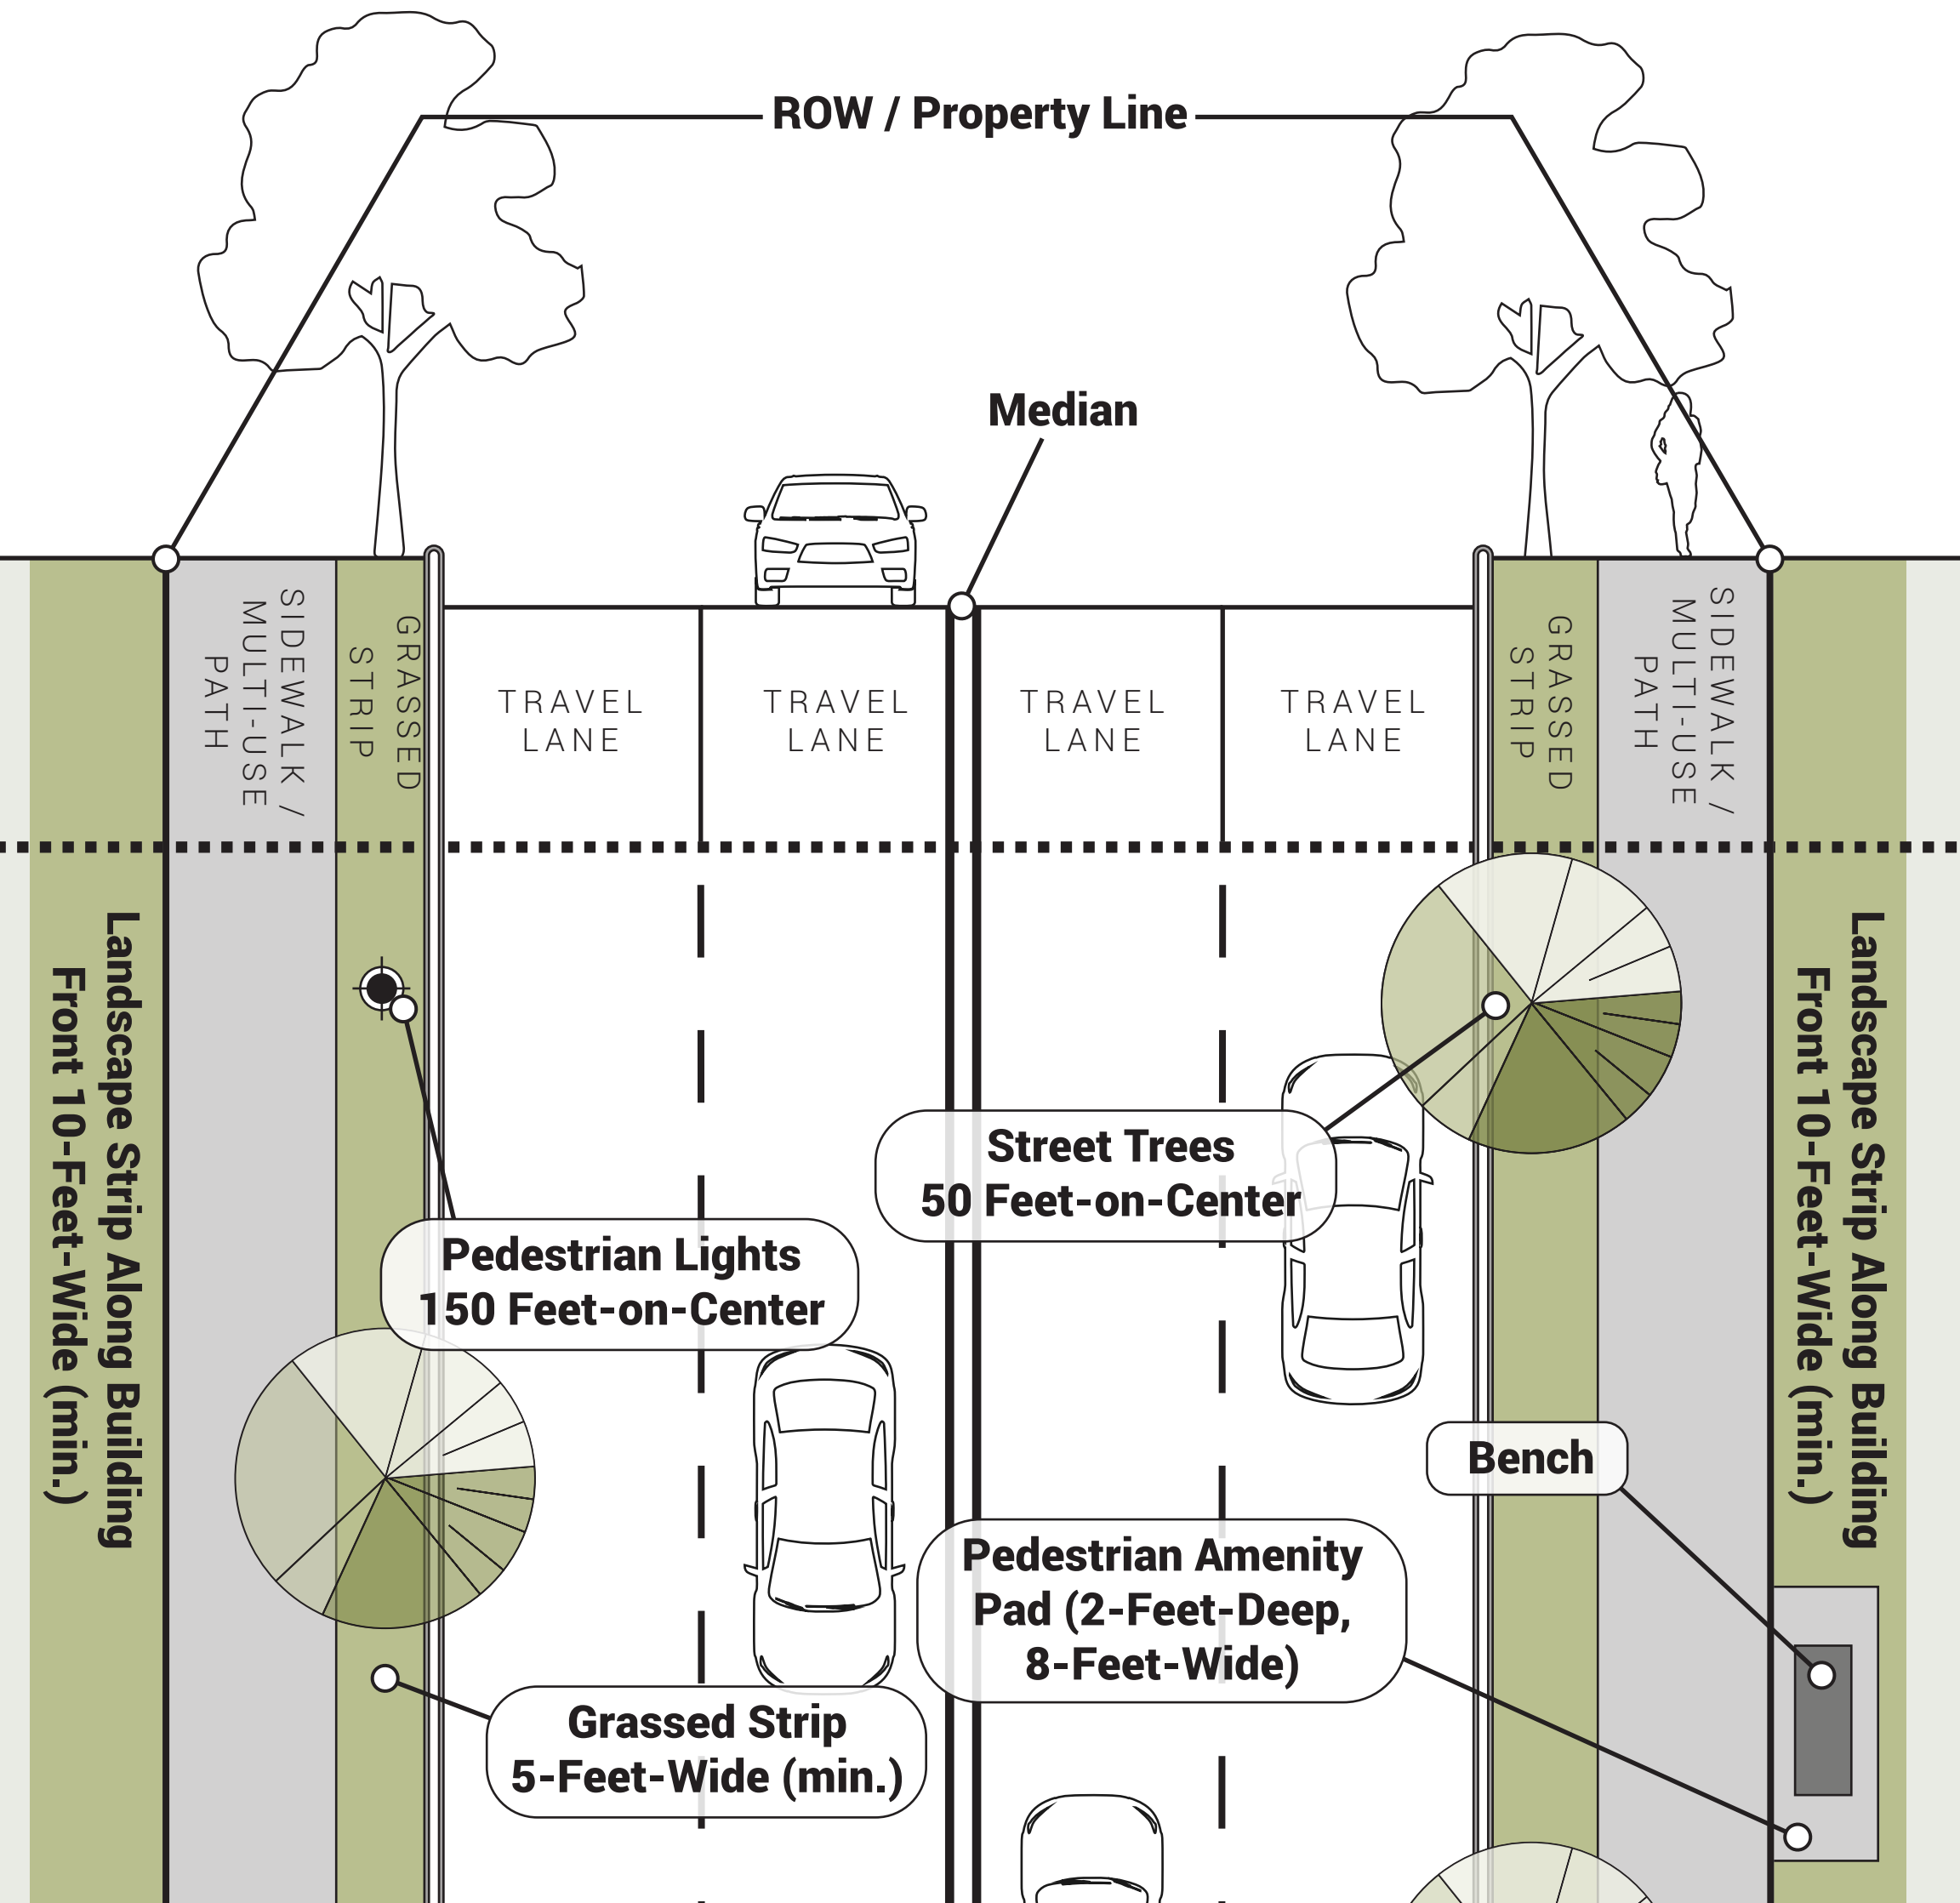 ROW / Property Line
Median
SIDEWALK /
MULTI-USE
PATH
GRASSED
STRIP
TRAVEL
LANE
TRAVEL
LANE
TRAVEL
LANE
TRAVEL
LANE
GRASSED
STRIP
SIDEWALK /
MULTI-USE
PATH
Landscape Strip Along Building
Front 10-Feet-Wide (min.)
Street Trees
50 Feet-on-Center
Pedestrian Lights
150 Feet-on-Center
Landscape Strip Along Building
Front 10-Feet-Wide (min.)
Bench
Pedestrian Amenity
Pad (2-Feet-Deep,
8-Feet-Wide)
Grassed Strip
5-Feet-Wide (min.)